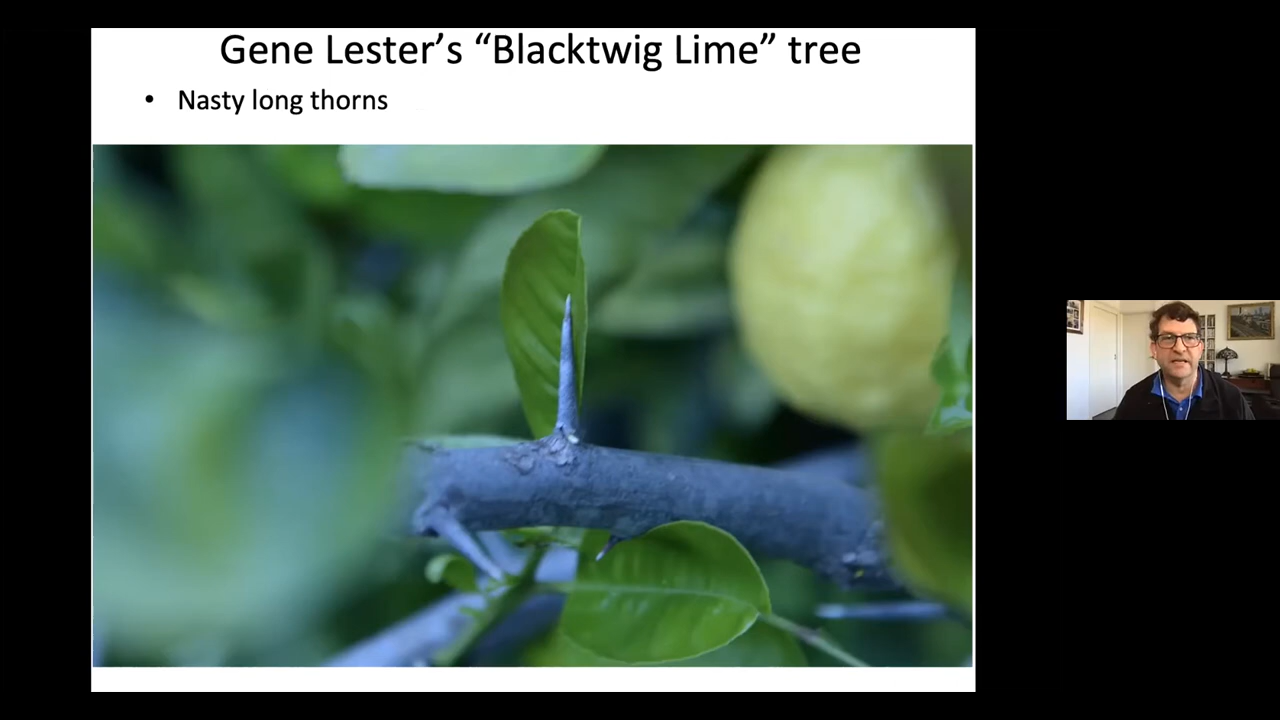 Gene Lester’s “Blacktwig Lime” tree
• Nasty long thorns